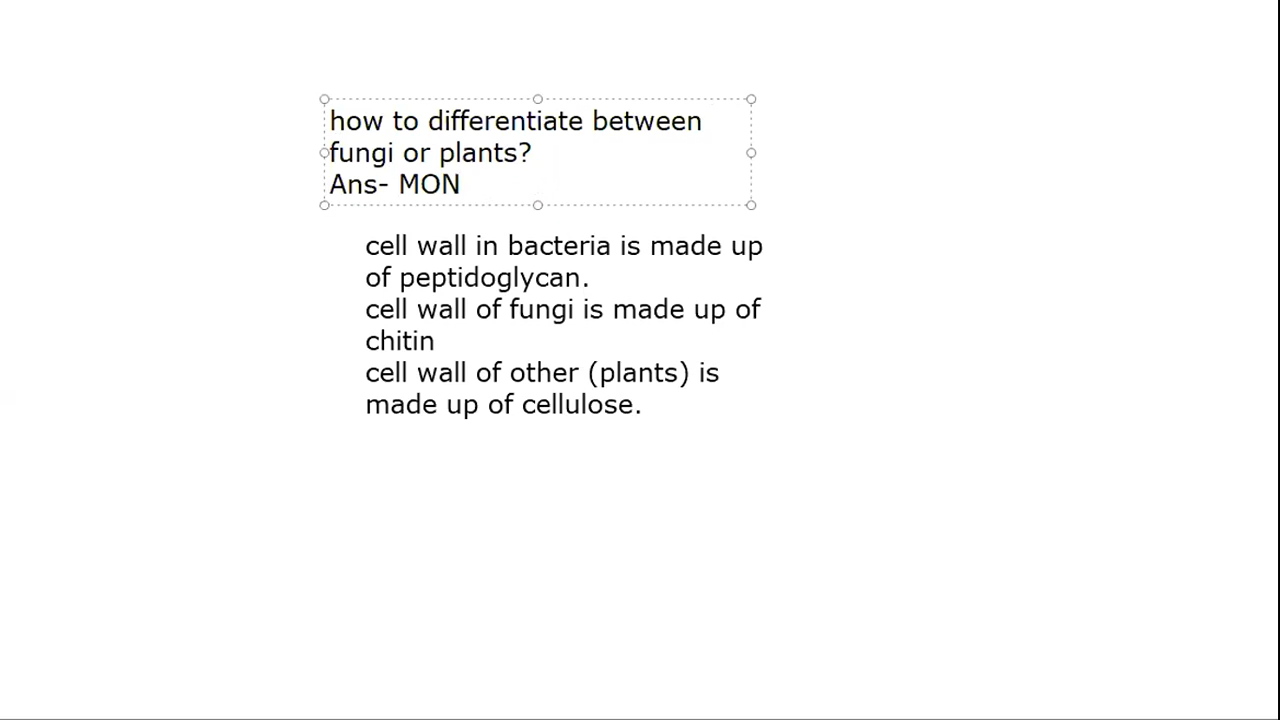 how to differentiate between
fungi or plants?
Ans- MON
cell wall in bacteria is made up
of peptidoglycan.
cell wall of fungi is made up of
chitin
cell wall of other (plants) is
made up of cellulose.